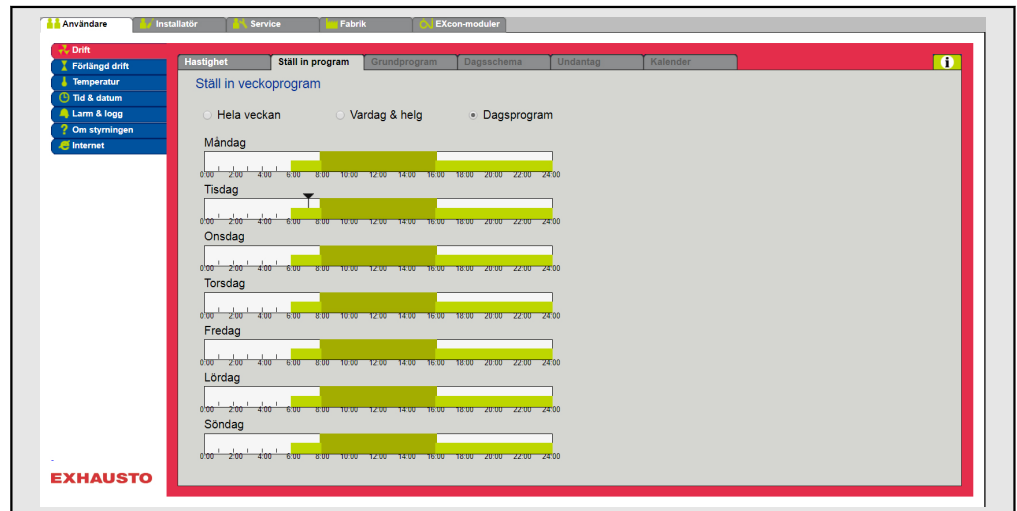 Användare Installatör Service Fabrik EXcon-moduler
Drift
Förlängd drift
Temperatur
Tid & datum
Larm & logg
Om styrningen
Internet
Hastighet Ställ in program Grundprogram Dagsschema Undantag Kalender
Ställ in veckoprogram
Hela veckan Vardag & helg Dagsprogram
Måndag
0:00 2:00 4:00 6:00 8:00 10:00 12:00 14:00 16:00 18:00 20:00 22:00 24:00
Tisdag
0:00 2:00 4:00 6:00 8:00 10:00 12:00 14:00 16:00 18:00 20:00 22:00 24:00
Onsdag
0:00 2:00 4:00 6:00 8:00 10:00 12:00 14:00 16:00 18:00 20:00 22:00 24:00
Torsdag
0:00 2:00 4:00 6:00 8:00 10:00 12:00 14:00 16:00 18:00 20:00 22:00 24:00
Fredag
0:00 2:00 4:00 6:00 8:00 10:00 12:00 14:00 16:00 18:00 20:00 22:00 24:00
Lördag
0:00 2:00 4:00 6:00 8:00 10:00 12:00 14:00 16:00 18:00 20:00 22:00 24:00
Söndag
0:00 2:00 4:00 6:00 8:00 10:00 12:00 14:00 16:00 18:00 20:00 22:00 24:00
EXHAUSTO